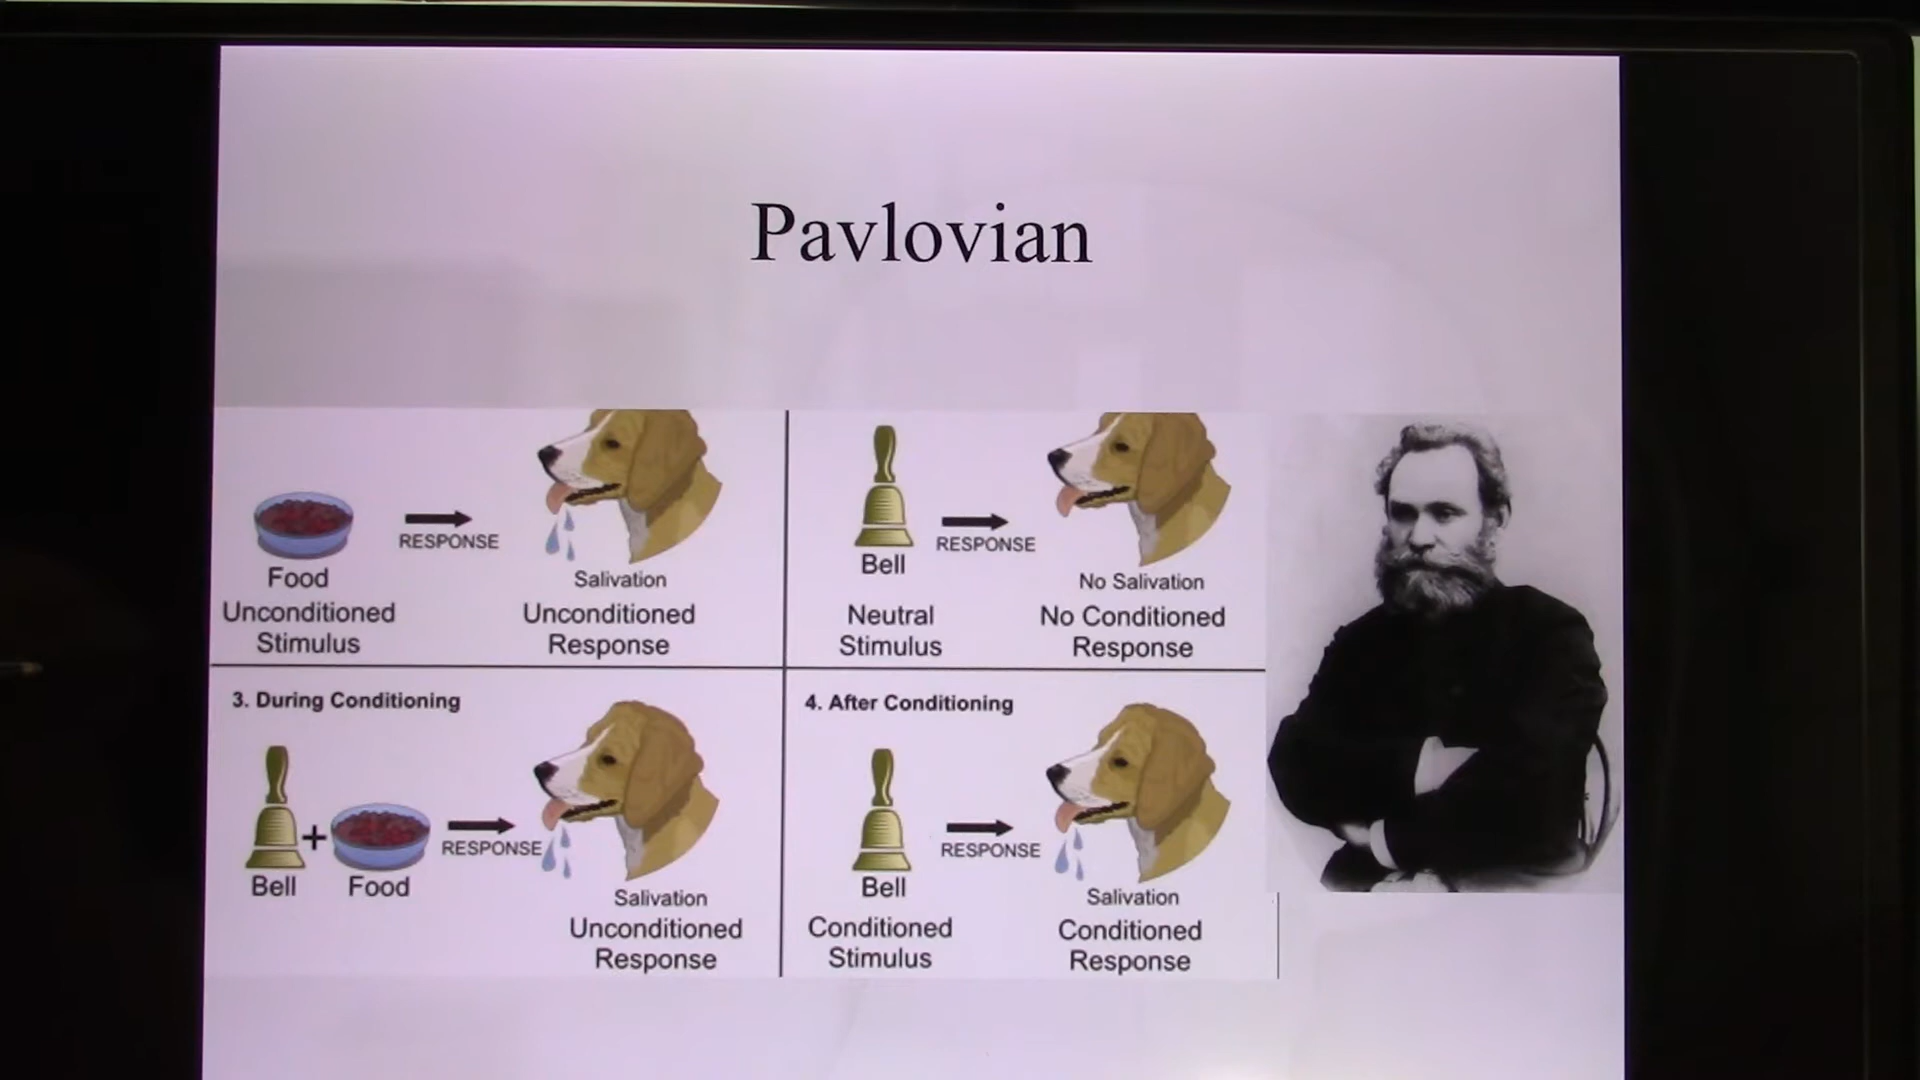 Pavlovian
RESPONSE
Food
Unconditioned
Stimulus
Salivation
Unconditioned
Response
Bell
RESPONSE
Neutral
Stimulus
No Salivation
No Conditioned
Response
3. During Conditioning
Bell
+
Food
RESPONSE
Salivation
Unconditioned
Response
4. After Conditioning
Bell
RESPONSE
Conditioned
Stimulus
Salivation
Conditioned
Response